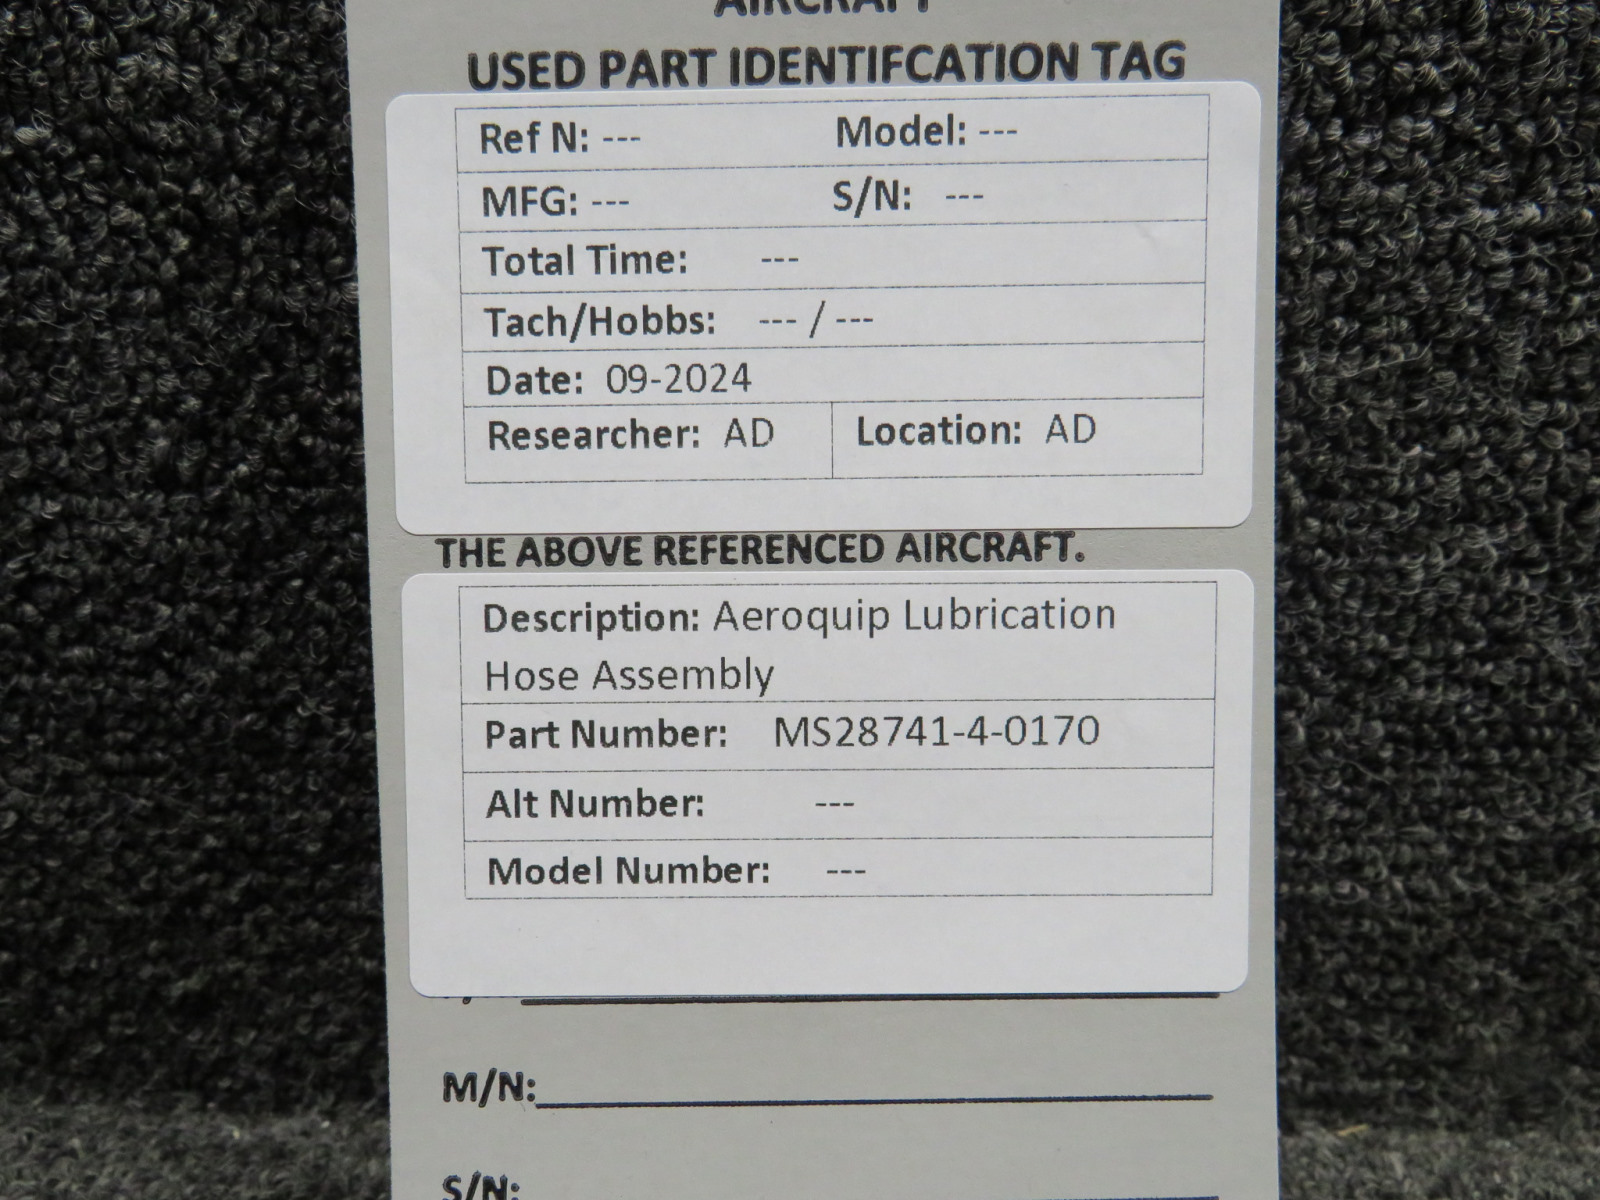 AIRCRAFT
USED PART IDENTIFCATION TAG
Ref N: --- Model: ---
MFG: --- S/N: ---
Total Time: ---
Tach/Hobbs: --- / ---
Date: 09-2024
Researcher: AD Location: AD
THE ABOVE REFERENCED AIRCRAFT.
Description: Aeroquip Lubrication
Hose Assembly
Part Number: MS28741-4-0170
Alt Number: ---
Model Number: ---
M/N:
S/N: